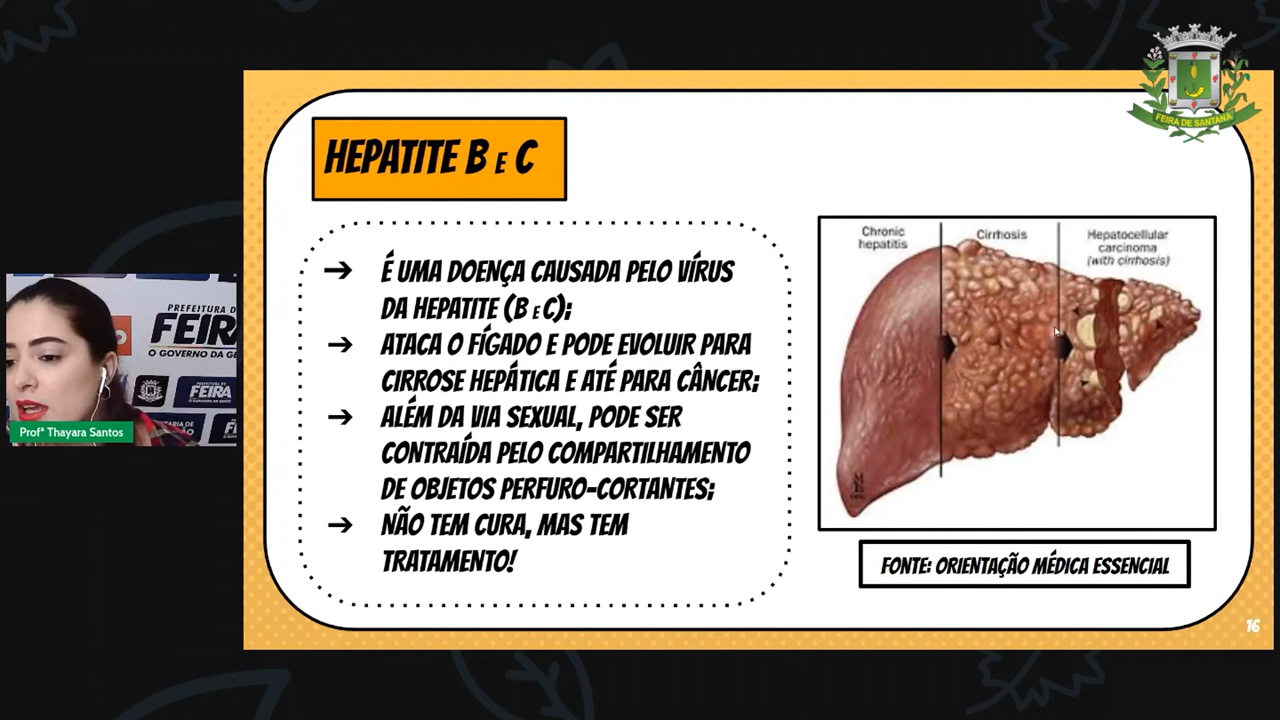 FEIRA DE SANTANA
HEPATITE B E C
➔ É UMA DOENÇA CAUSADA PELO VÍRUS
DA HEPATITE (B E C);
➔ ATACA O FÍGADO E PODE EVOLUIR PARA
CIRROSE HEPÁTICA E ATÉ PARA CÂNCER;
➔ ALÉM DA VIA SEXUAL, PODE SER
CONTRAÍDA PELO COMPARTILHAMENTO
DE OBJETOS PERFURO-CORTANTES;
➔ NÃO TEM CURA, MAS TEM
TRATAMENTO!
Chronic
hepatitis
Cirrhosis
Hepatocellular
carcinoma
(with cirrhosis)
FONTE: ORIENTAÇÃO MÉDICA ESSENCIAL
16
PREFEITURA D
FEIR
O GOVERNO DA GE
FEIRA
Profª Thayara Santos